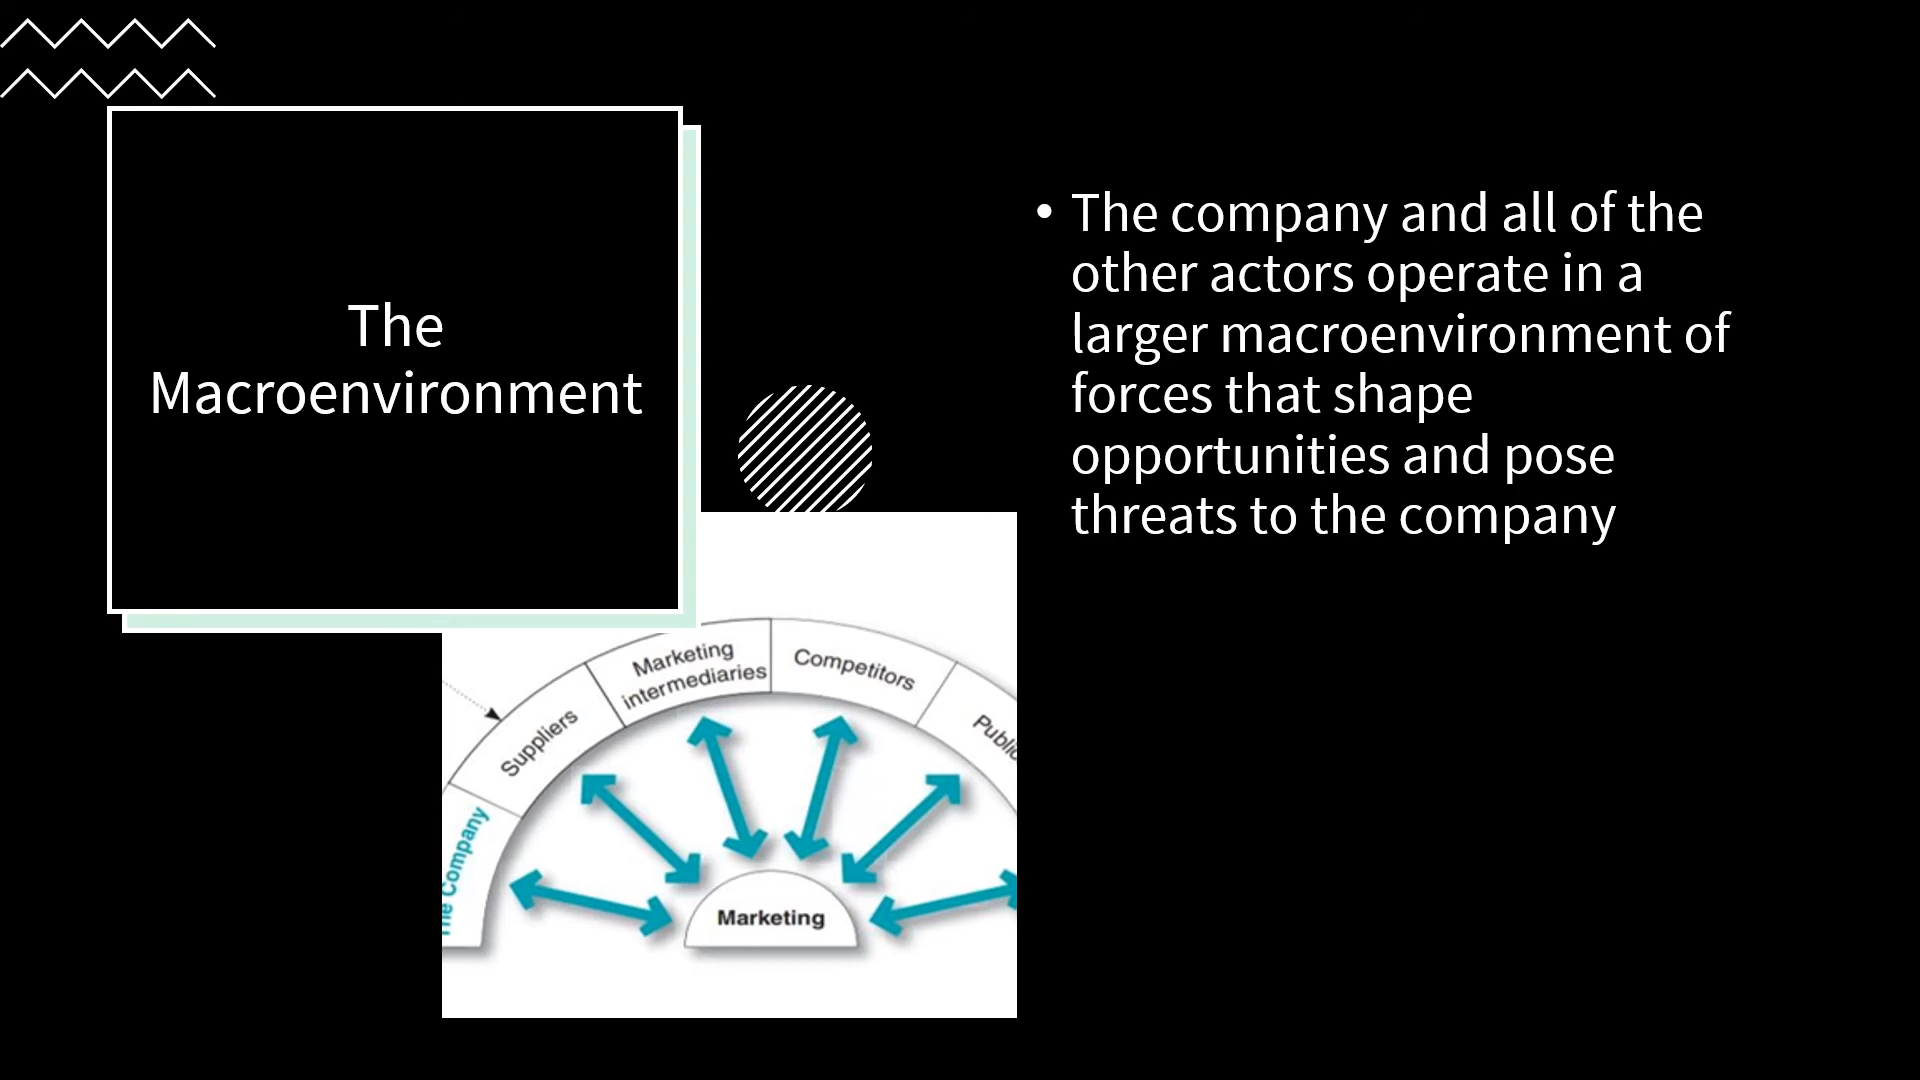 The
Macroenvironment
• The company and all of the
other actors operate in a
larger macroenvironment of
forces that shape
opportunities and pose
threats to the company
Marketing
intermediaries
Competitors
Suppliers
Company
Marketing